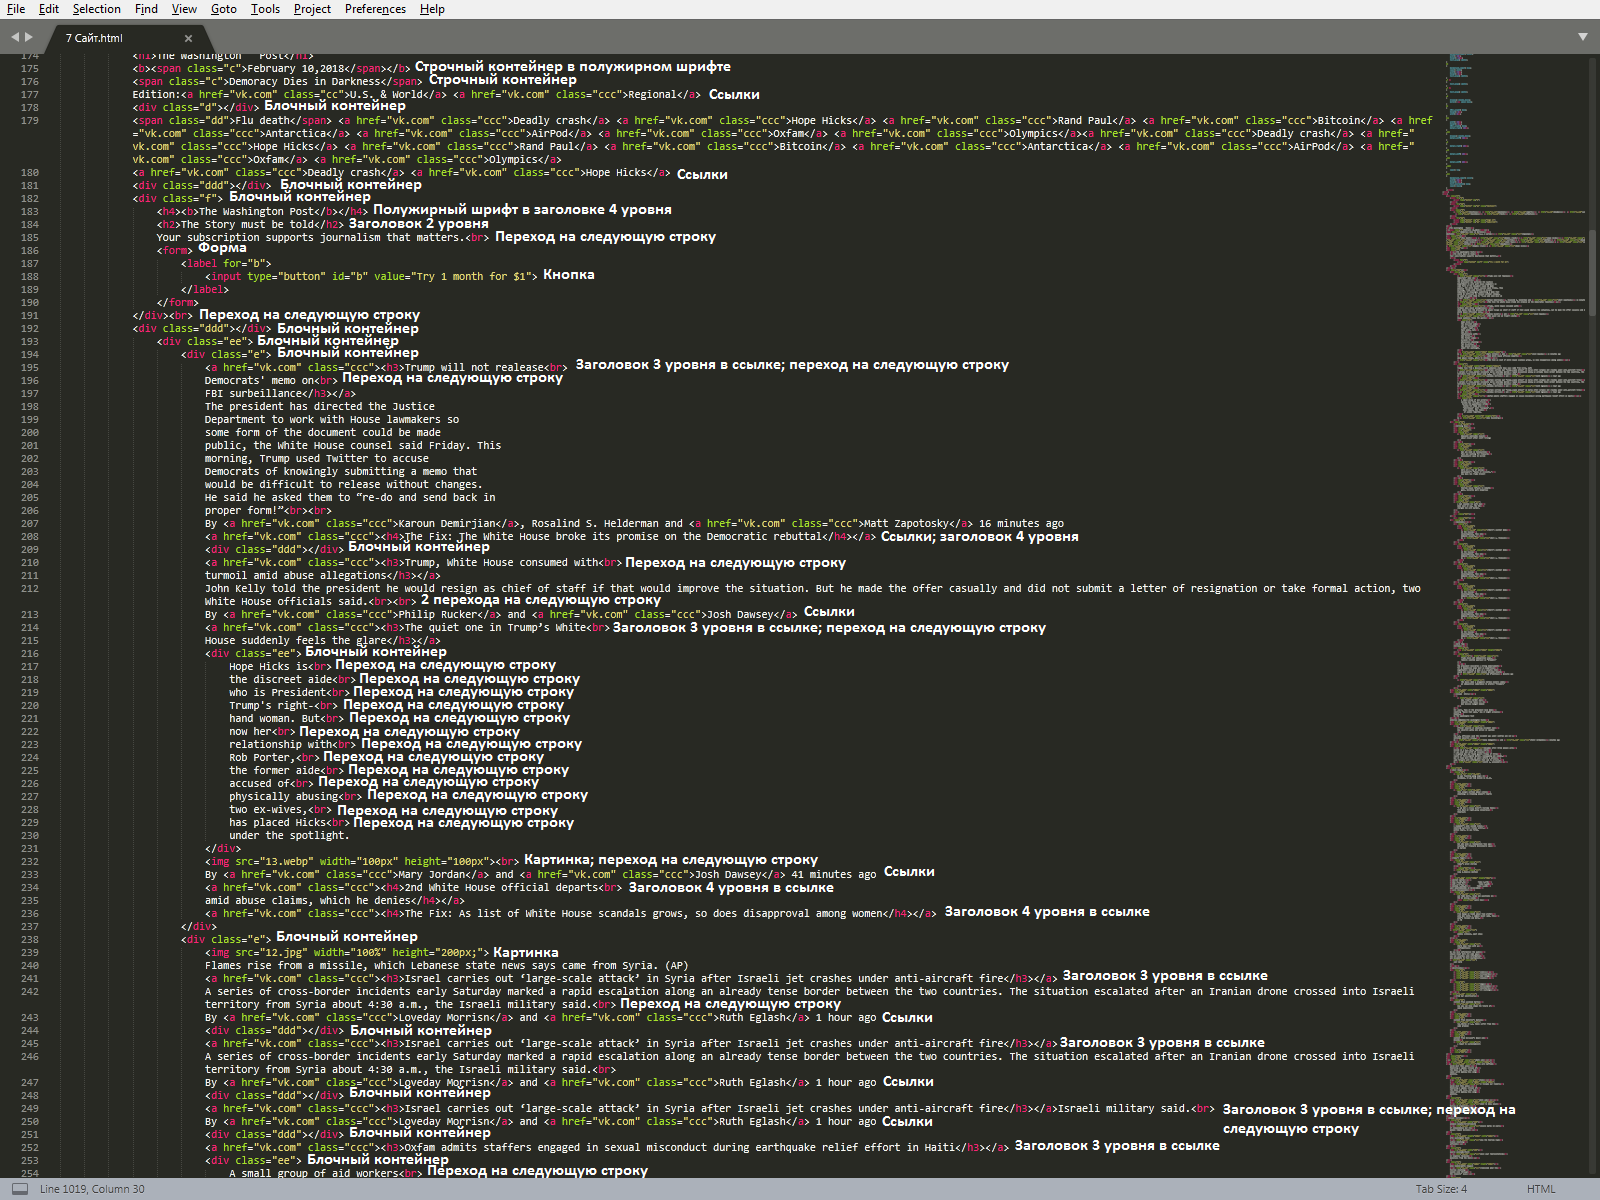 File Edit Selection Find View Goto Tools Project Preferences Help
7 Сайт.html ×
174 <h1>The Washington Post</h1>
175 <b><span class="c">February 10,2018</span></b> Строчный контейнер в полужирном шрифте
176 <span class="c">Democracy Dies in Darkness</span> Строчный контейнер
177 Edition:<a href="vk.com" class="cc">U.S. & World</a> <a href="vk.com" class="ccc">Regional</a> Ссылки
178 <div class="d"></div> Блочный контейнер
179 <span class="dd">Flu death</span> <a href="vk.com" class="ccc">Deadly crash</a> <a href="vk.com" class="ccc">Hope Hicks</a> <a href="vk.com" class="ccc">Rand Paul</a> <a href="vk.com" class="ccc">Bitcoin</a> <a href
="vk.com" class="ccc">Antarctica</a> <a href="vk.com" class="ccc">AirPod</a> <a href="vk.com" class="ccc">Oxfam</a> <a href="vk.com" class="ccc">Olympics</a><a href="vk.com" class="ccc">Deadly crash</a> <a href="
vk.com" class="ccc">Hope Hicks</a> <a href="vk.com" class="ccc">Rand Paul</a> <a href="vk.com" class="ccc">Bitcoin</a> <a href="vk.com" class="ccc">Antarctica</a> <a href="vk.com" class="ccc">AirPod</a> <a href="
vk.com" class="ccc">Oxfam</a> <a href="vk.com" class="ccc">Olympics</a>
180 <a href="vk.com" class="ccc">Deadly crash</a> <a href="vk.com" class="ccc">Hope Hicks</a> Ссылки
181 <div class="ddd"></div> Блочный контейнер
182 <div class="f"> Блочный контейнер
183 <h4><b>The Washington Post</b></h4> Полужирный шрифт в заголовке 4 уровня
184 <h2>The Story must be told</h2> Заголовок 2 уровня
185 Your subscription supports journalism that matters.<br> Переход на следующую строку
186 <form> Форма
187 <label for="b">
188 <input type="button" id="b" value="Try 1 month for $1"> Кнопка
189 </label>
190 </form>
191 </div><br> Переход на следующую строку
192 <div class="ddd"></div> Блочный контейнер
193 <div class="ee"> Блочный контейнер
194 <div class="e"> Блочный контейнер
195 <a href="vk.com" class="ccc"><h3>Trump will not realease<br> Заголовок 3 уровня в ссылке; переход на следующую строку
196 Democrats' memo on<br> Переход на следующую строку
197 FBI surbeillance</h3></a>
198 The president has directed the Justice
199 Department to work with House lawmakers so
200 some form of the document could be made
201 public, the White House counsel said Friday. This
202 morning, Trump used Twitter to accuse
203 Democrats of knowingly submitting a memo that
204 would be difficult to release without changes.
205 He said he asked them to “re-do and send back in
206 proper form!”<br><br>
207 By <a href="vk.com" class="ccc">Karoun Demirjian</a>, Rosalind S. Helderman and <a href="vk.com" class="ccc">Matt Zapotosky</a> 16 minutes ago
208 <a href="vk.com" class="ccc"><h4>The Fix: The White House broke its promise on the Democratic rebuttal</h4></a> Ссылки; заголовок 4 уровня
209 <div class="ddd"></div> Блочный контейнер
210 <a href="vk.com" class="ccc"><h3>Trump, White House consumed with<br> Переход на следующую строку
211 turmoil amid abuse allegations</h3></a>
212 John Kelly told the president he would resign as chief of staff if that would improve the situation. But he made the offer casually and did not submit a letter of resignation or take formal action, two
White House officials said.<br><br> 2 перехода на следующую строку
213 By <a href="vk.com" class="ccc">Philip Rucker</a> and <a href="vk.com" class="ccc">Josh Dawsey</a> Ссылки
214 <a href="vk.com" class="ccc"><h3>The quiet one in Trump’s White<br> Заголовок 3 уровня в ссылке; переход на следующую строку
215 House suddenly feels the glare</h3></a>
216 <div class="ee"> Блочный контейнер
217 Hope Hicks is<br> Переход на следующую строку
218 the discreet aide<br> Переход на следующую строку
219 who is President<br> Переход на следующую строку
220 Trump's right-<br> Переход на следующую строку
221 hand woman. But<br> Переход на следующую строку
222 now her<br> Переход на следующую строку
223 relationship with<br> Переход на следующую строку
224 Rob Porter,<br> Переход на следующую строку
225 the former aide<br> Переход на следующую строку
226 accused of<br> Переход на следующую строку
227 physically abusing<br> Переход на следующую строку
228 two ex-wives,<br> Переход на следующую строку
229 has placed Hicks<br> Переход на следующую строку
230 under the spotlight.
231 </div>
232 <img src="13.webp" width="100px" height="100px"><br> Картинка; переход на следующую строку
233 By <a href="vk.com" class="ccc">Mary Jordan</a> and <a href="vk.com" class="ccc">Josh Dawsey</a> 41 minutes ago Ссылки
234 <a href="vk.com" class="ccc"><h4>2nd White House official departs<br> Заголовок 4 уровня в ссылке
235 amid abuse claims, which he denies</h4></a>
236 <a href="vk.com" class="ccc"><h4>The Fix: As list of White House scandals grows, so does disapproval among women</h4></a> Заголовок 4 уровня в ссылке
237 </div>
238 <div class="e"> Блочный контейнер
239 <img src="12.jpg" width="100%" height="200px;"> Картинка
240 Flames rise from a missile, which Lebanese state news says came from Syria. (AP)
241 <a href="vk.com" class="ccc"><h3>Israel carries out ‘large-scale attack’ in Syria after Israeli jet crashes under anti-aircraft fire</h3></a> Заголовок 3 уровня в ссылке
242 A series of cross-border incidents early Saturday marked a rapid escalation along an already tense border between the two countries. The situation escalated after an Iranian drone crossed into Israeli
territory from Syria about 4:30 a.m., the Israeli military said.<br> Переход на следующую строку
243 By <a href="vk.com" class="ccc">Loveday Morrisn</a> and <a href="vk.com" class="ccc">Ruth Eglash</a> 1 hour ago Ссылки
244 <div class="ddd"></div> Блочный контейнер
245 <a href="vk.com" class="ccc"><h3>Israel carries out ‘large-scale attack’ in Syria after Israeli jet crashes under anti-aircraft fire</h3></a> Заголовок 3 уровня в ссылке
246 A series of cross-border incidents early Saturday marked a rapid escalation along an already tense border between the two countries. The situation escalated after an Iranian drone crossed into Israeli
territory from Syria about 4:30 a.m., the Israeli military said.<br>
247 By <a href="vk.com" class="ccc">Loveday Morrisn</a> and <a href="vk.com" class="ccc">Ruth Eglash</a> 1 hour ago Ссылки
248 <div class="ddd"></div> Блочный контейнер
249 <a href="vk.com" class="ccc"><h3>Israel carries out ‘large-scale attack’ in Syria after Israeli jet crashes under anti-aircraft fire</h3></a>Israeli military said.<br> Заголовок 3 уровня в ссылке; переход на
250 By <a href="vk.com" class="ccc">Loveday Morrisn</a> and <a href="vk.com" class="ccc">Ruth Eglash</a> 1 hour ago Ссылки
следующую строку
251 <div class="ddd"></div> Блочный контейнер
252 <a href="vk.com" class="ccc"><h3>Oxfam admits staffers engaged in sexual misconduct during earthquake relief effort in Haiti</h3></a> Заголовок 3 уровня в ссылке
253 <div class="ee"> Блочный контейнер
254 A small group of aid workers<br> Переход на следующую строку
Line 1019, Column 30 Tab Size: 4 HTML